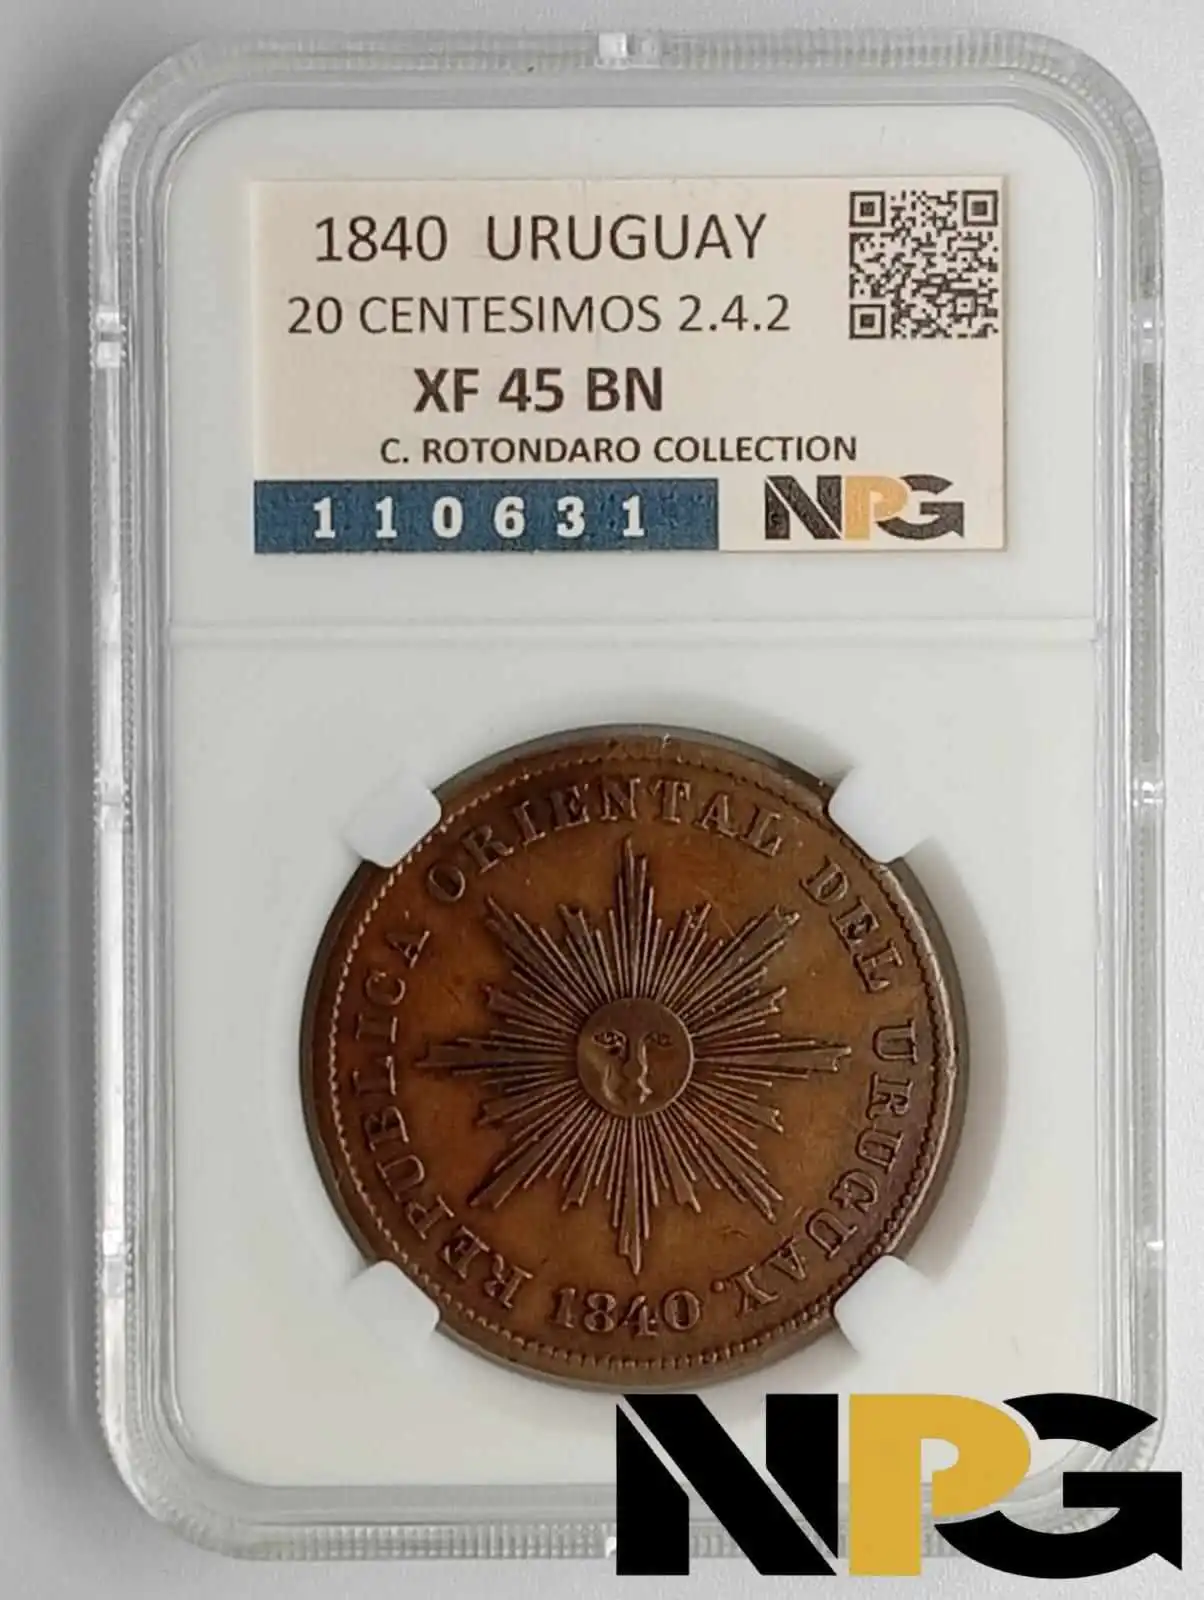 1840 URUGUAY
20 CENTESIMOS 2.4.2
XF 45 BN
C. ROTONDARO COLLECTION
110631
NPG
REPUBLICA ORIENTAL DEL URUGUAY.
1840
NPG